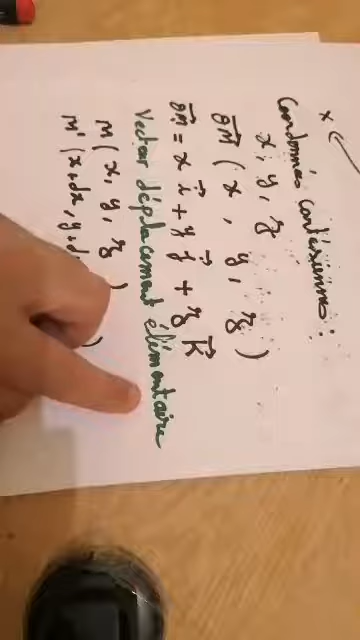 x
Coordonnées cartésiennes :
x, y, z
OM⃗ ( x , y , z )
OM⃗ = x i⃗ + y j⃗ + z k⃗
Vecteur déplacement élémentaire
M ( x , y , z )
M' ( x+dx , y+d )